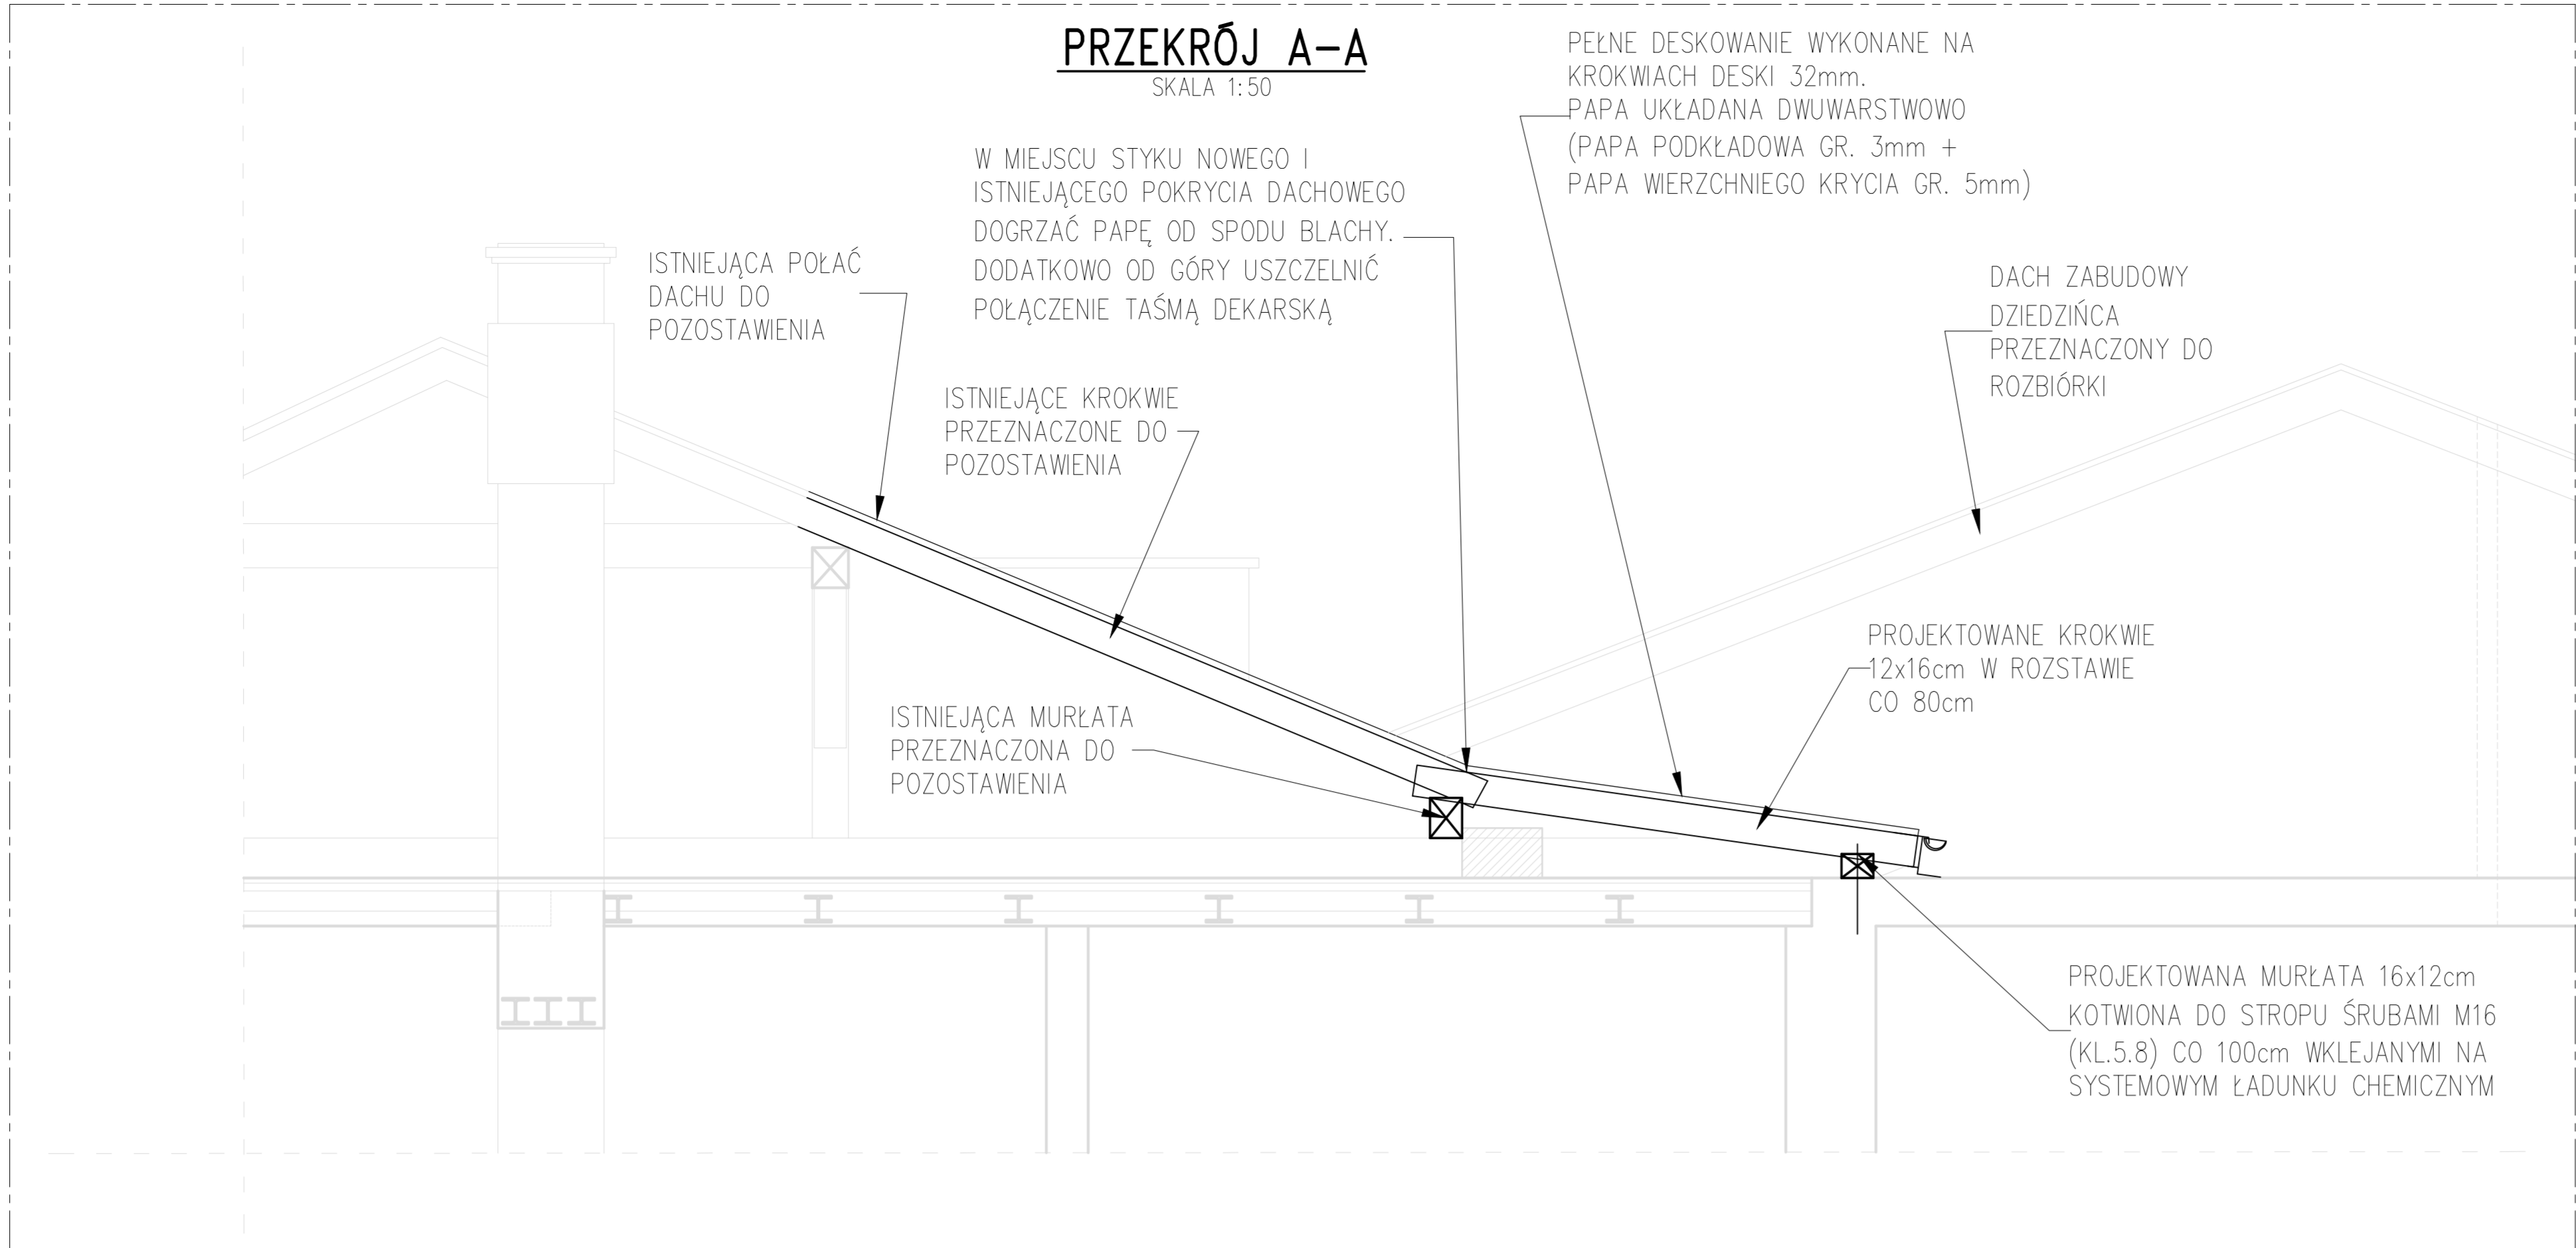 PRZEKRÓJ A-A
SKALA 1:50
PEŁNE DESKOWANIE WYKONANE NA
KROKWIACH DESKI 32mm.
PAPA UKŁADANA DWUWARSTWOWO
(PAPA PODKŁADOWA GR. 3mm +
PAPA WIERZCHNIEGO KRYCIA GR. 5mm)
W MIEJSCU STYKU NOWEGO I
ISTNIEJĄCEGO POKRYCIA DACHOWEGO
DOGRZAĆ PAPĘ OD SPODU BLACHY.
DODATKOWO OD GÓRY USZCZELNIĆ
POŁĄCZENIE TAŚMĄ DEKARSKĄ
ISTNIEJĄCA POŁAĆ
DACHU DO
POZOSTAWIENIA
DACH ZABUDOWY
DZIEDZIŃCA
PRZEZNACZONY DO
ROZBIÓRKI
ISTNIEJĄCE KROKWIE
PRZEZNACZONE DO
POZOSTAWIENIA
PROJEKTOWANE KROKWIE
12x16cm W ROZSTAWIE
CO 80cm
ISTNIEJĄCA MURŁATA
PRZEZNACZONA DO
POZOSTAWIENIA
PROJEKTOWANA MURŁATA 16x12cm
KOTWIONA DO STROPU ŚRUBAMI M16
(KL.5.8) CO 100cm WKLEJANYMI NA
SYSTEMOWYM ŁADUNKU CHEMICZNYM